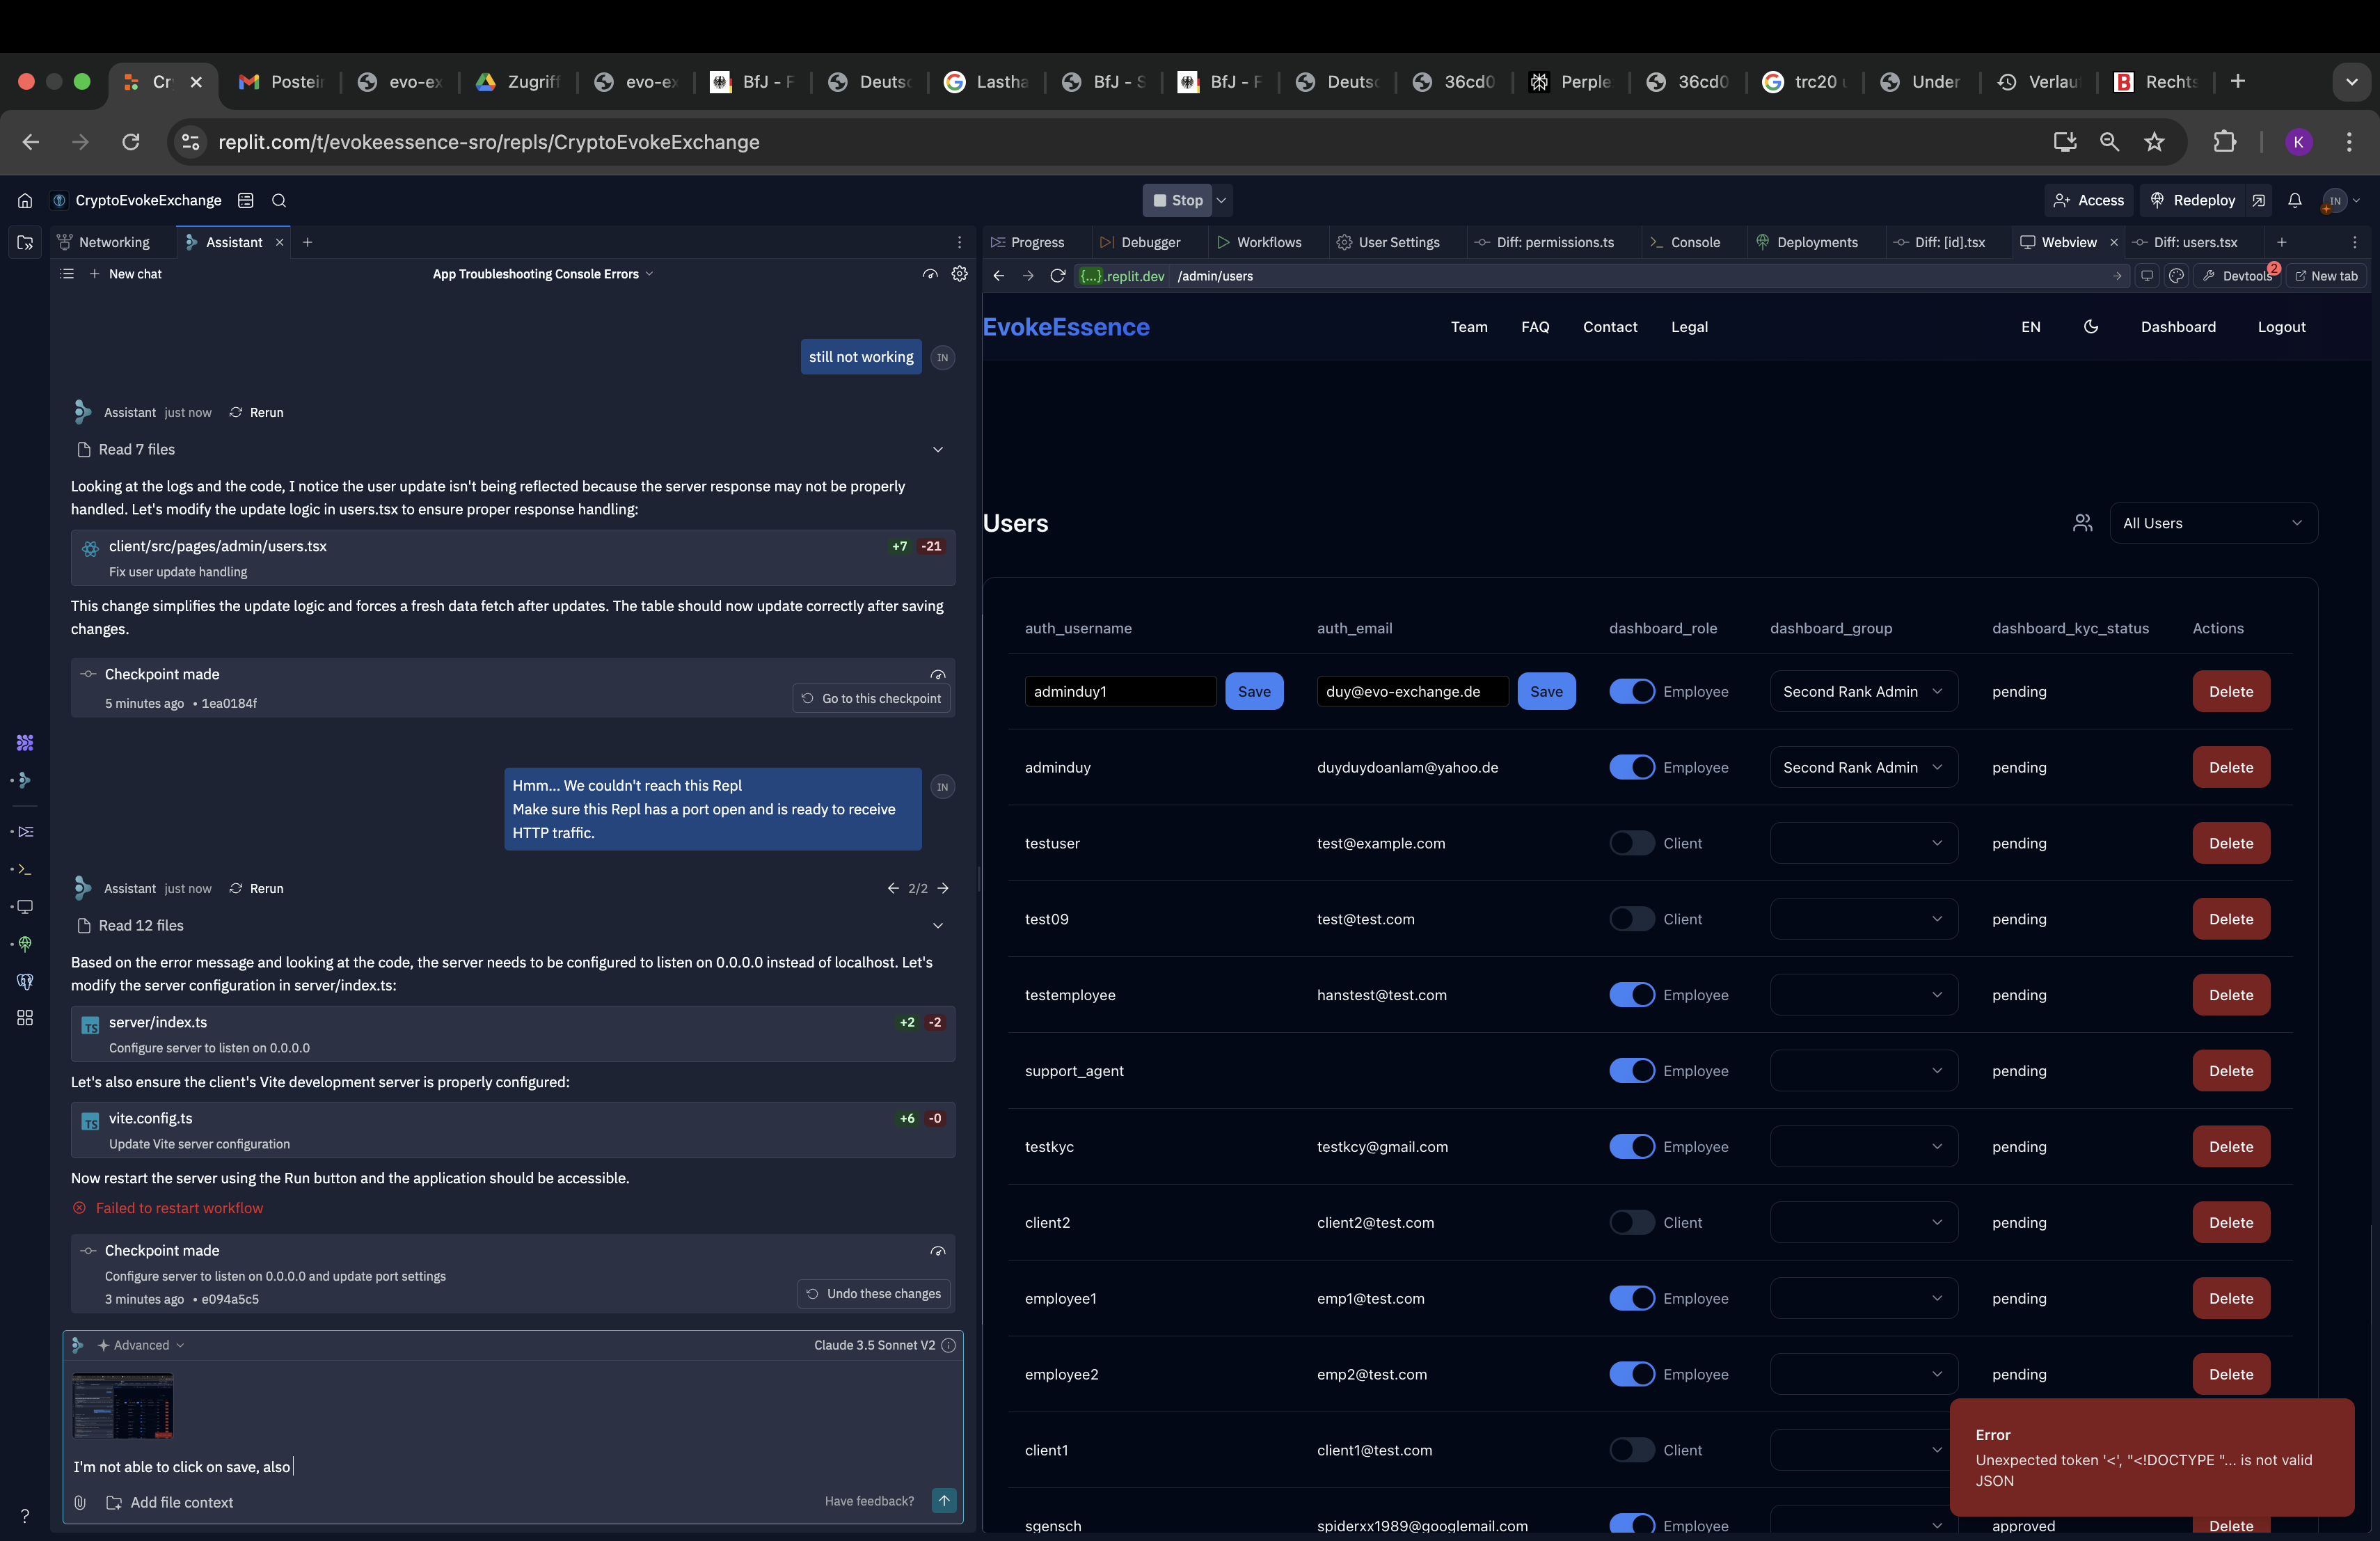 Cr
Postein
evo-ex
Zugriff
evo-ex
BfJ - F
Deutsc
Lastha
BfJ - S
BfJ - F
Deutsc
36cd0
Perple
36cd0
trc20 u
Under
Verlau
Rechts
replit.com/t/evokeessence-sro/repls/CryptoEvokeExchange
K
CryptoEvokeExchange
Stop
Access
Redeploy
IN
Networking
Assistant
New chat
App Troubleshooting Console Errors
still not working
IN
Assistant just now Rerun
Read 7 files
Looking at the logs and the code, I notice the user update isn't being reflected because the server response may not be properly
handled. Let's modify the update logic in users.tsx to ensure proper response handling:
client/src/pages/admin/users.tsx +7 -21
Fix user update handling
This change simplifies the update logic and forces a fresh data fetch after updates. The table should now update correctly after saving
changes.
Checkpoint made
5 minutes ago • 1ea0184f
Go to this checkpoint
Hmm... We couldn't reach this Repl
Make sure this Repl has a port open and is ready to receive
HTTP traffic.
IN
Assistant just now Rerun
2/2
Read 12 files
Based on the error message and looking at the code, the server needs to be configured to listen on 0.0.0.0 instead of localhost. Let's
modify the server configuration in server/index.ts:
TS server/index.ts +2 -2
Configure server to listen on 0.0.0.0
Let's also ensure the client's Vite development server is properly configured:
TS vite.config.ts +6 -0
Update Vite server configuration
Now restart the server using the Run button and the application should be accessible.
Failed to restart workflow
Checkpoint made
Configure server to listen on 0.0.0.0 and update port settings
3 minutes ago • e094a5c5
Undo these changes
Advanced
Claude 3.5 Sonnet V2
I'm not able to click on save, also
Add file context
Have feedback?
?
Progress
Debugger
Workflows
User Settings
Diff: permissions.ts
Console
Deployments
Diff: [id].tsx
Webview
Diff: users.tsx
{...}.replit.dev /admin/users
Devtools 2
New tab
EvokeEssence
Team
FAQ
Contact
Legal
EN
Dashboard
Logout
Users
All Users
auth_username auth_email dashboard_role dashboard_group dashboard_kyc_status Actions
adminduy1 Save duy@evo-exchange.de Save Employee Second Rank Admin pending Delete
adminduy duyduydoanlam@yahoo.de Employee Second Rank Admin pending Delete
testuser test@example.com Client pending Delete
test09 test@test.com Client pending Delete
testemployee hanstest@test.com Employee pending Delete
support_agent Employee pending Delete
testkyc testkcy@gmail.com Employee pending Delete
client2 client2@test.com Client pending Delete
employee1 emp1@test.com Employee pending Delete
employee2 emp2@test.com Employee pending Delete
client1 client1@test.com Client
sgensch spiderxx1989@googlemail.com Employee approved Delete
Error
Unexpected token '<', "<!DOCTYPE "... is not valid
JSON